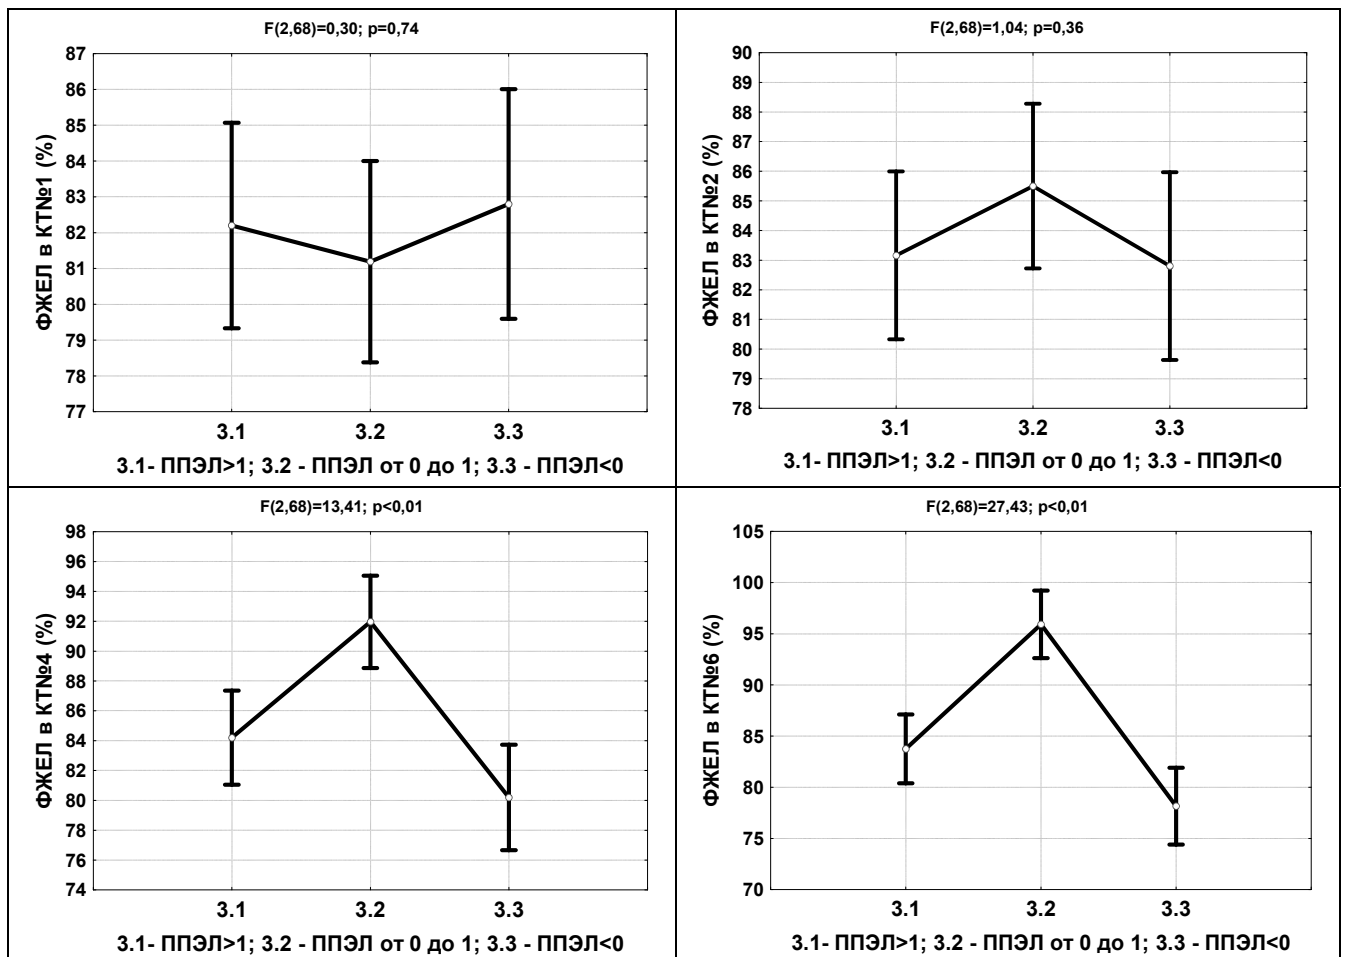 F(2,68)=0,30; p=0,74
ФЖЕЛ в КТ№1 (%)
87
86
85
84
83
82
81
80
79
78
77
3.1 3.2 3.3
3.1- ППЭЛ>1; 3.2 - ППЭЛ от 0 до 1; 3.3 - ППЭЛ<0
F(2,68)=1,04; p=0,36
ФЖЕЛ в КТ№2 (%)
90
89
88
87
86
85
84
83
82
81
80
79
78
3.1 3.2 3.3
3.1- ППЭЛ>1; 3.2 - ППЭЛ от 0 до 1; 3.3 - ППЭЛ<0
F(2,68)=13,41; p<0,01
ФЖЕЛ в КТ№4 (%)
98
96
94
92
90
88
86
84
82
80
78
76
74
3.1 3.2 3.3
3.1- ППЭЛ>1; 3.2 - ППЭЛ от 0 до 1; 3.3 - ППЭЛ<0
F(2,68)=27,43; p<0,01
ФЖЕЛ в КТ№6 (%)
105
100
95
90
85
80
75
70
3.1 3.2 3.3
3.1- ППЭЛ>1; 3.2 - ППЭЛ от 0 до 1; 3.3 - ППЭЛ<0